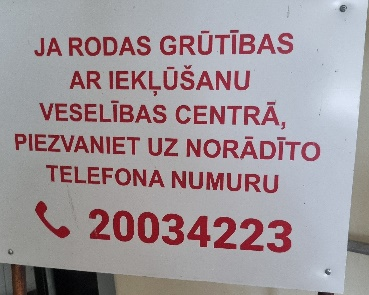 JA RODAS GRŪTĪBAS
AR IEKĻŪŠANU
VESELĪBAS CENTRĀ,
PIEZVANIET UZ NORĀDĪTO
TELEFONA NUMURU
20034223